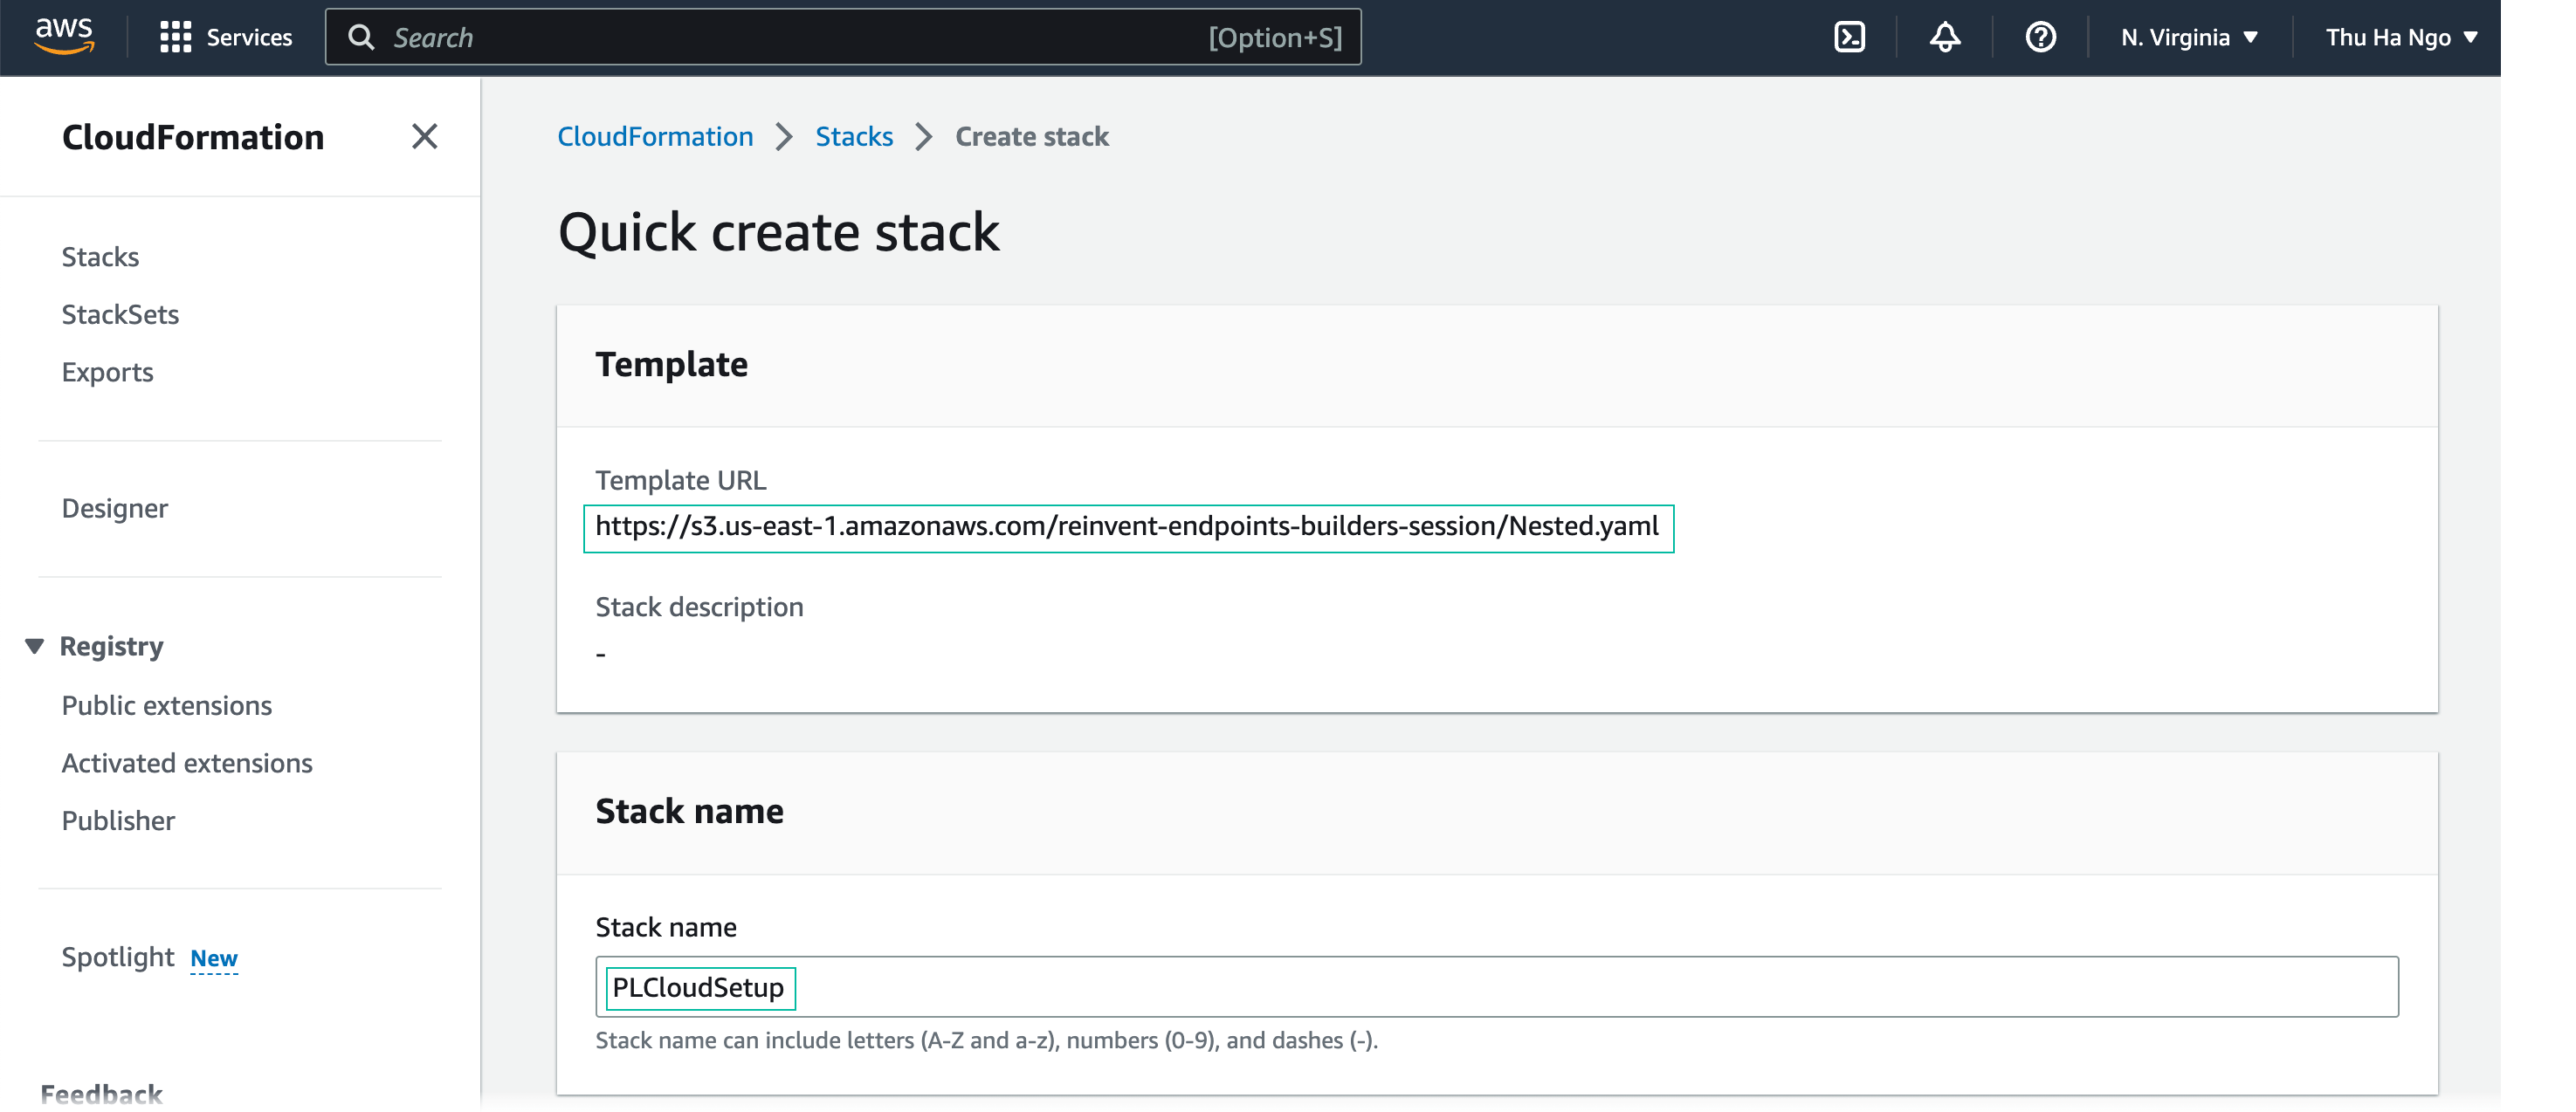 aws
Services
Search
[Option+S]
N. Virginia
Thu Ha Ngo
CloudFormation
Stacks
StackSets
Exports
Designer
Registry
Public extensions
Activated extensions
Publisher
Spotlight New
Feedback
CloudFormation > Stacks > Create stack
Quick create stack
Template
Template URL
https://s3.us-east-1.amazonaws.com/reinvent-endpoints-builders-session/Nested.yaml
Stack description
-
Stack name
Stack name
PLCloudSetup
Stack name can include letters (A-Z and a-z), numbers (0-9), and dashes (-).